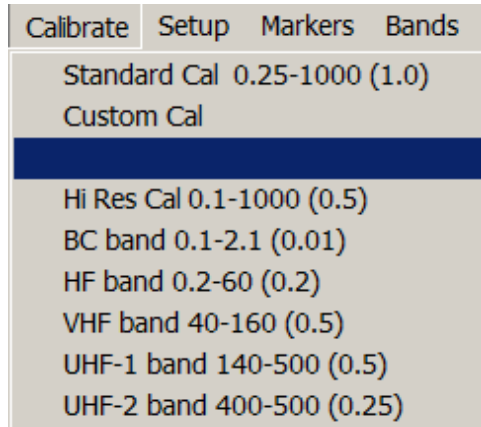 Calibrate Setup Markers Bands
Standard Cal 0.25-1000 (1.0)
Custom Cal
Hi Res Cal 0.1-1000 (0.5)
BC band 0.1-2.1 (0.01)
HF band 0.2-60 (0.2)
VHF band 40-160 (0.5)
UHF-1 band 140-500 (0.5)
UHF-2 band 400-500 (0.25)